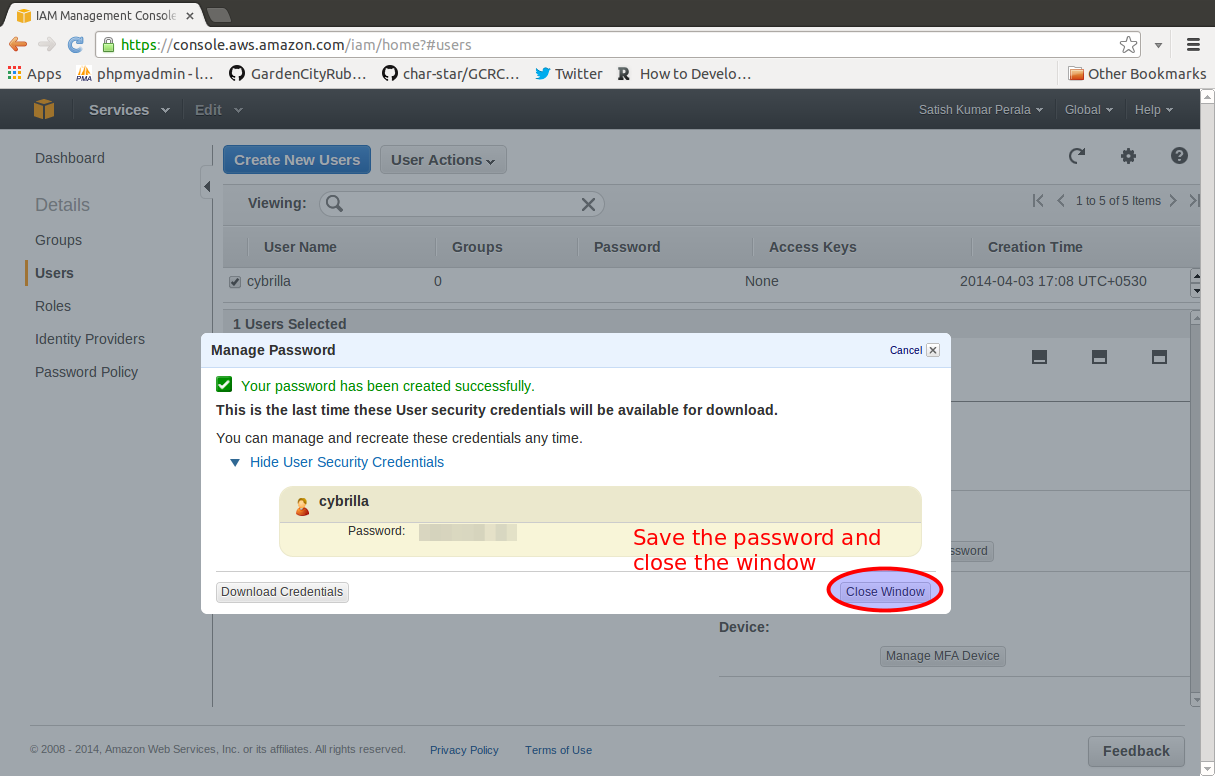 IAM Management Console
https://console.aws.amazon.com/iam/home?#users
Apps phpmyadmin - l... GardenCityRub... char-star/GCRC... Twitter How to Develo... Other Bookmarks
Services Edit Satish Kumar Perala Global Help
Dashboard
Details
Groups
Users
Roles
Identity Providers
Password Policy
Create New Users User Actions
Viewing: 1 to 5 of 5 Items
User Name Groups Password Access Keys Creation Time
cybrilla 0 None 2014-04-03 17:08 UTC+0530
1 Users Selected
Manage Password Cancel
Your password has been created successfully.
This is the last time these User security credentials will be available for download.
You can manage and recreate these credentials any time.
Hide User Security Credentials
cybrilla
Password:
Save the password and
close the window
Download Credentials Close Window
Device:
Manage MFA Device
© 2008 - 2014, Amazon Web Services, Inc. or its affiliates. All rights reserved. Privacy Policy Terms of Use
Feedback